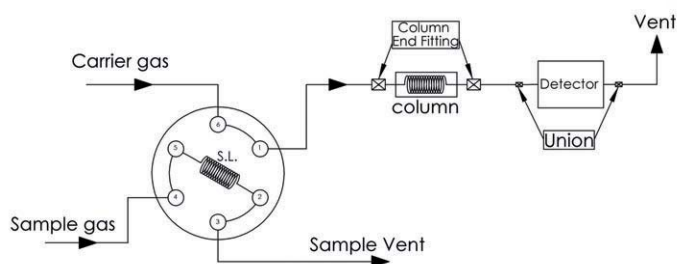 Vent
Column
End Fitting
Carrier gas
Detector
column
6
1
5
S.L.
Union
4
2
3
Sample gas
Sample Vent